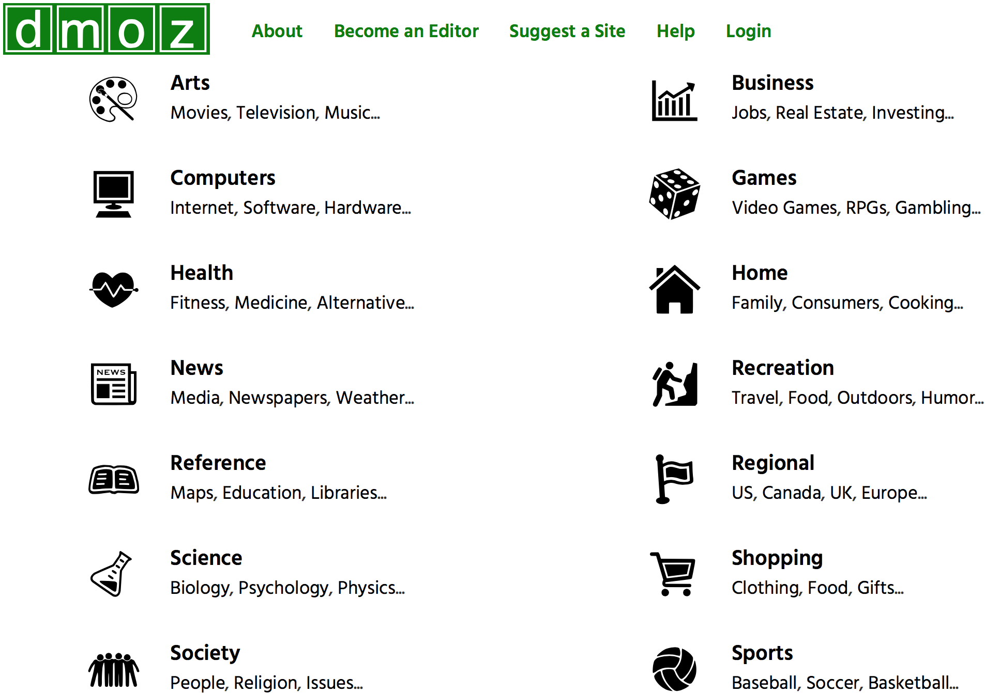 dmoz
About Become an Editor Suggest a Site Help Login
Arts
Movies, Television, Music...
Business
Jobs, Real Estate, Investing...
Computers
Internet, Software, Hardware...
Games
Video Games, RPGs, Gambling...
Health
Fitness, Medicine, Alternative...
Home
Family, Consumers, Cooking...
NEWS
News
Media, Newspapers, Weather...
Recreation
Travel, Food, Outdoors, Humor...
Reference
Maps, Education, Libraries...
Regional
US, Canada, UK, Europe...
Science
Biology, Psychology, Physics...
Shopping
Clothing, Food, Gifts...
Society
People, Religion, Issues...
Sports
Baseball, Soccer, Basketball...